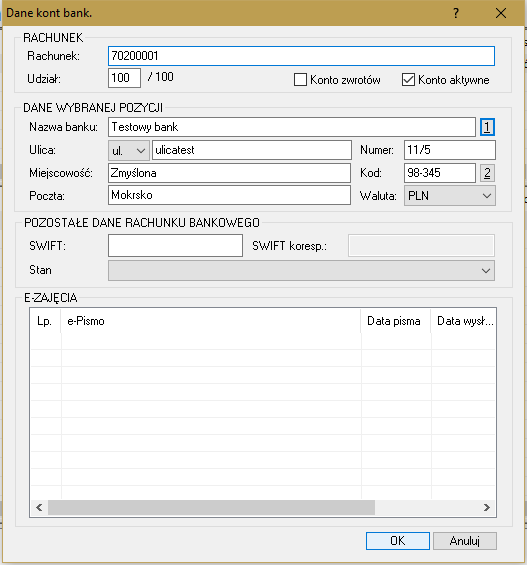 Dane kont bank.
RACHUNEK
Rachunek: 70200001
Udział: 100 / 100 Konto zwrotów Konto aktywne
DANE WYBRANEJ POZYCJI
Nazwa banku: Testowy bank 1
Ulica: ul. ulicatest Numer: 11/5
Miejscowość: Zmyślona Kod: 98-345 2
Poczta: Mokrsko Waluta: PLN
POZOSTAŁE DANE RACHUNKU BANKOWEGO
SWIFT: SWIFT koresp.:
Stan
E-ZAJĘCIA
Lp. e-Pismo Data pisma Data wysł...
OK Anuluj